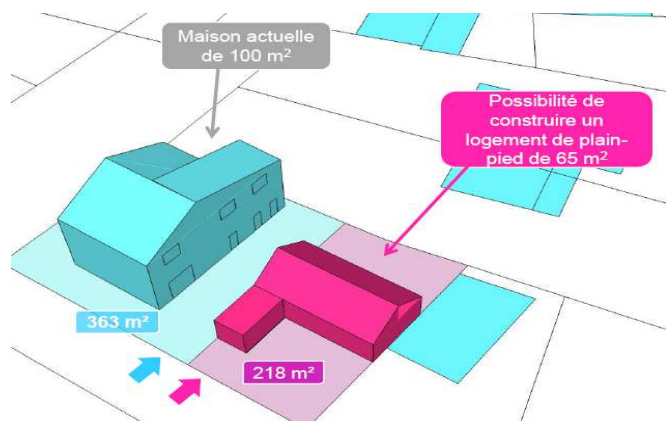 Maison actuelle
de 100 m²
Possibilité de
construire un
logement de plain-
pied de 65 m²
363 m²
218 m²